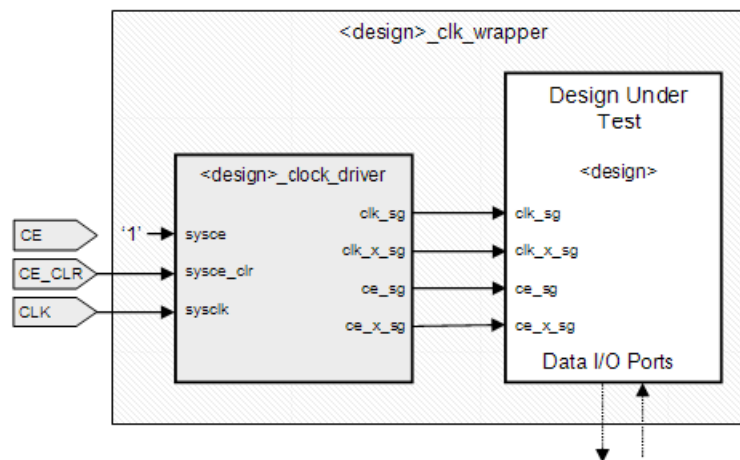 <design>_clk_wrapper
Design Under
Test
<design>
<design>_clock_driver
CE
CE_CLR
CLK
'1'
sysce
sysce_clr
sysclk
clk_sg
clk_x_sg
ce_sg
ce_x_sg
clk_sg
clk_x_sg
ce_sg
ce_x_sg
Data I/O Ports